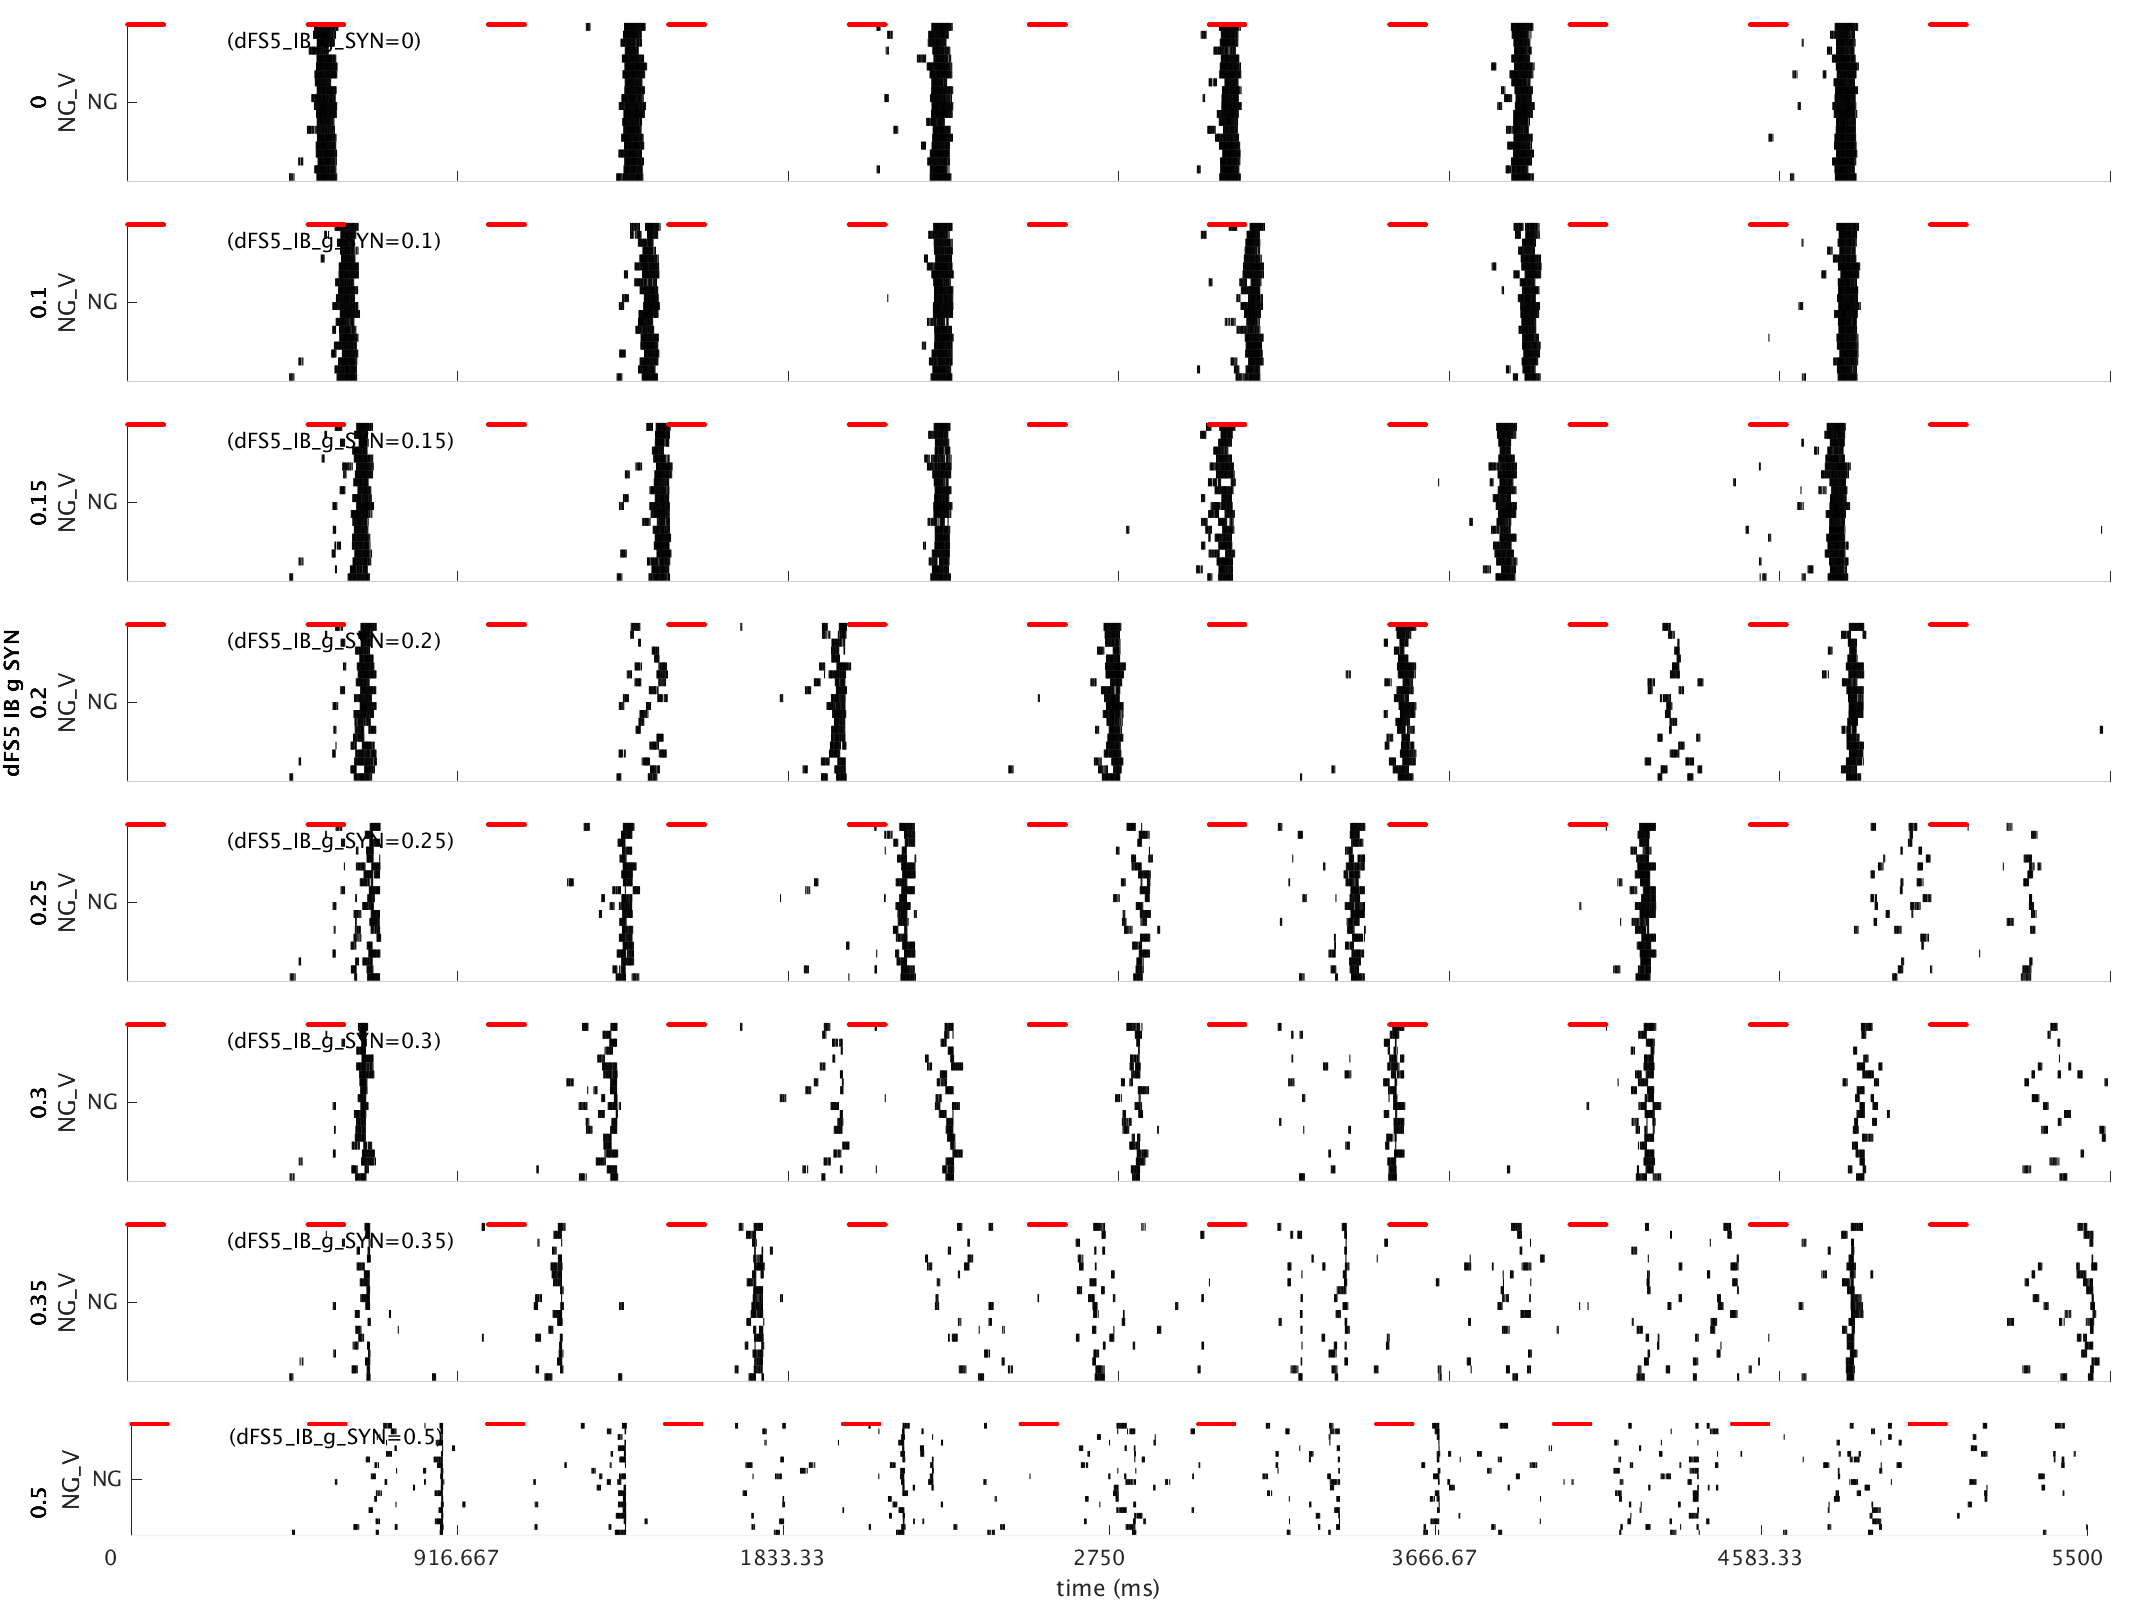 dFS5 IB g SYN
0
NG_V
NG
(dFS5_IB_g_SYN=0)
0.1
NG_V
NG
(dFS5_IB_g_SYN=0.1)
0.15
NG_V
NG
(dFS5_IB_g_SYN=0.15)
0.2
NG_V
NG
(dFS5_IB_g_SYN=0.2)
0.25
NG_V
NG
(dFS5_IB_g_SYN=0.25)
0.3
NG_V
NG
(dFS5_IB_g_SYN=0.3)
0.35
NG_V
NG
(dFS5_IB_g_SYN=0.35)
0.5
NG_V
NG
(dFS5_IB_g_SYN=0.5)
0 916.667 1833.33 2750 3666.67 4583.33 5500
time (ms)